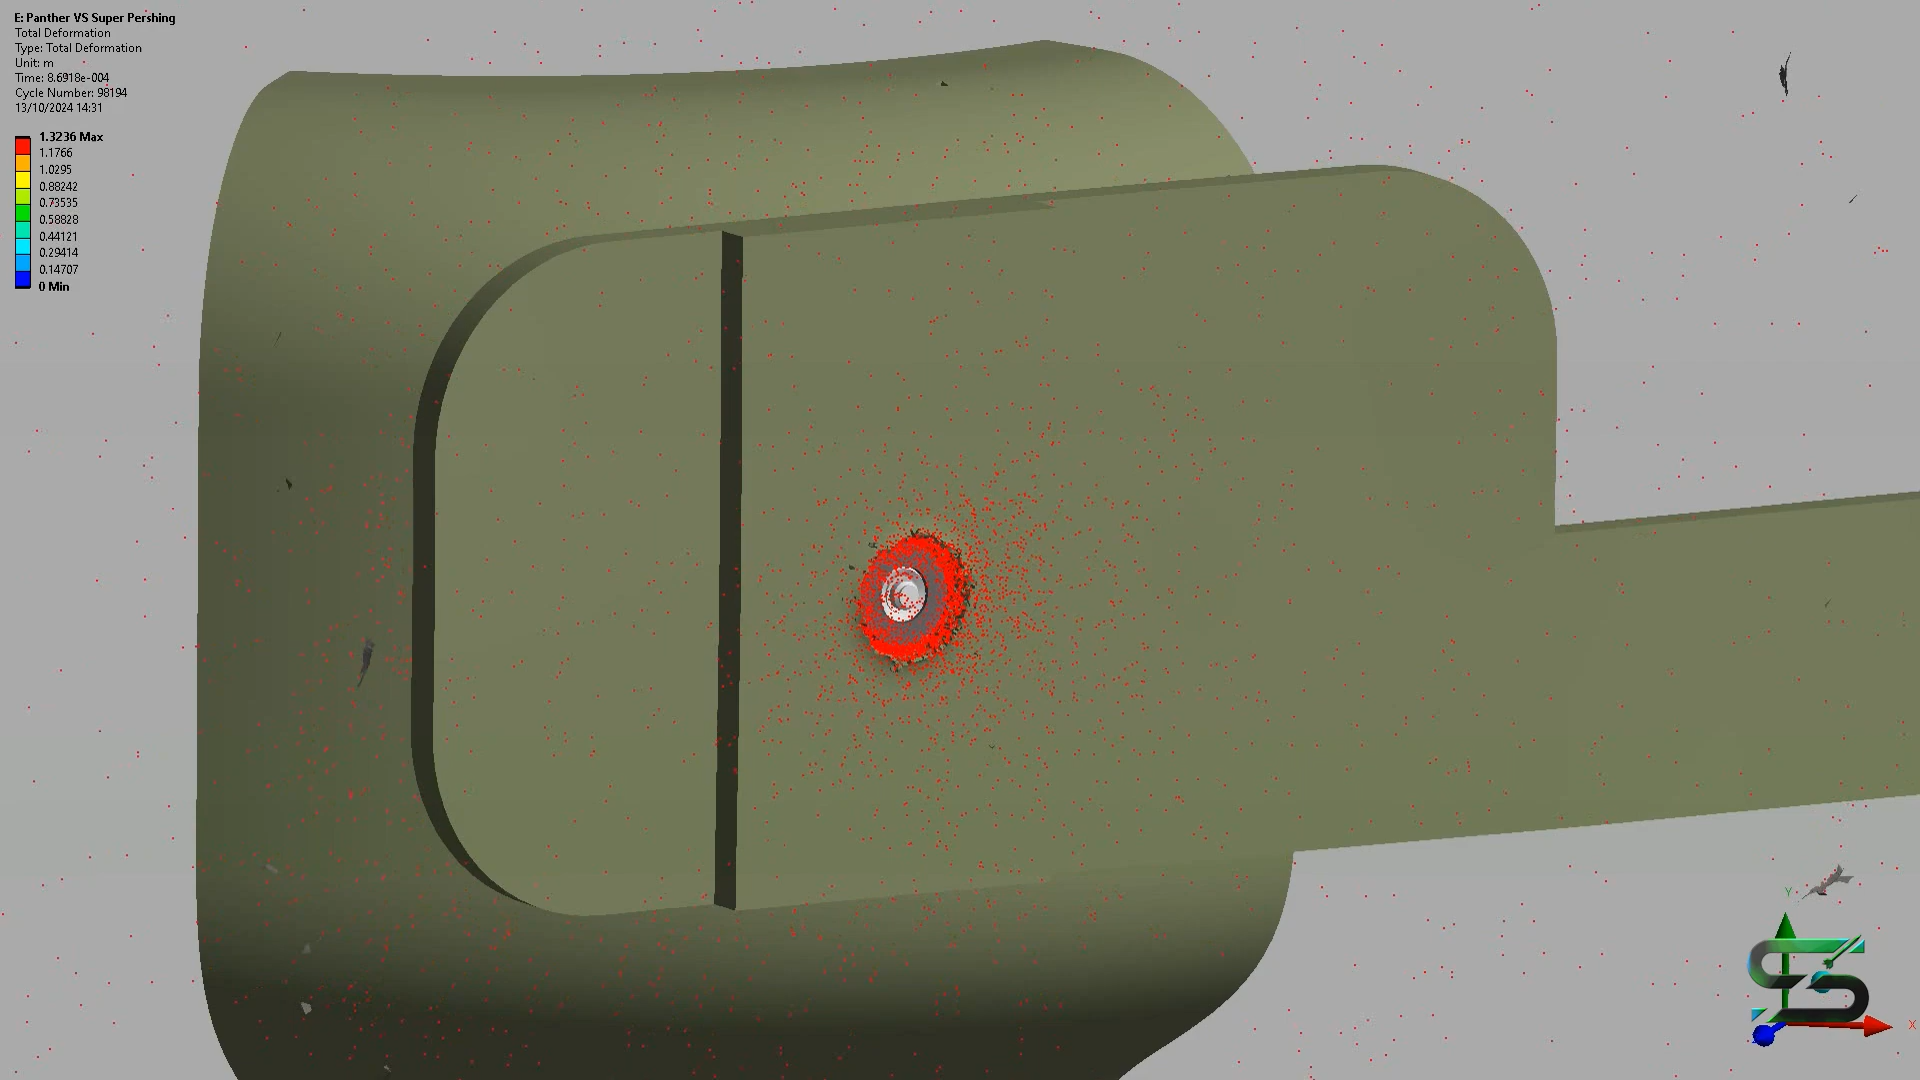 E: Panther VS Super Pershing
Total Deformation
Type: Total Deformation
Unit: m
Time: 8.6918e-004
Cycle Number: 98194
13/10/2024 14:31
1.3236 Max
1.1766
1.0295
0.88242
0.73535
0.58828
0.44121
0.29414
0.14707
0 Min
Y
X